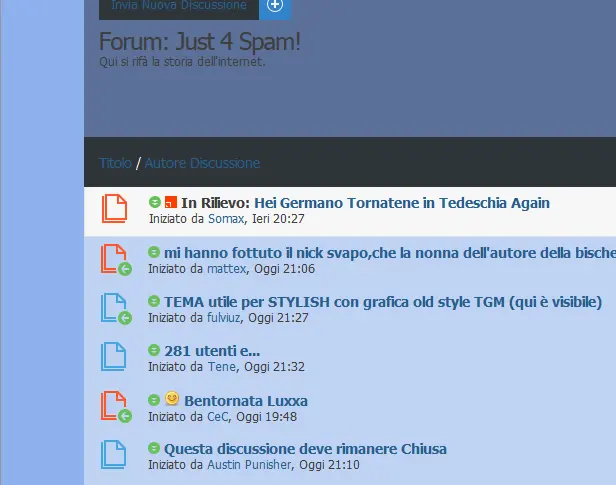 Invia Nuova Discussione
Forum: Just 4 Spam!
Qui si rifà la storia dell'internet.
Titolo / Autore Discussione
In Rilievo: Hei Germano Tornatene in Tedeschia Again
Iniziato da Somax, Ieri 20:27
mi hanno fottuto il nick svapo,che la nonna dell'autore della bische
Iniziato da mattex, Oggi 21:06
TEMA utile per STYLISH con grafica old style TGM (qui è visibile)
Iniziato da fulviuz, Oggi 21:27
281 utenti e...
Iniziato da Tene, Oggi 21:32
Bentornata Luxxa
Iniziato da CeC, Oggi 19:48
Questa discussione deve rimanere Chiusa
Iniziato da Austin Punisher, Oggi 21:10